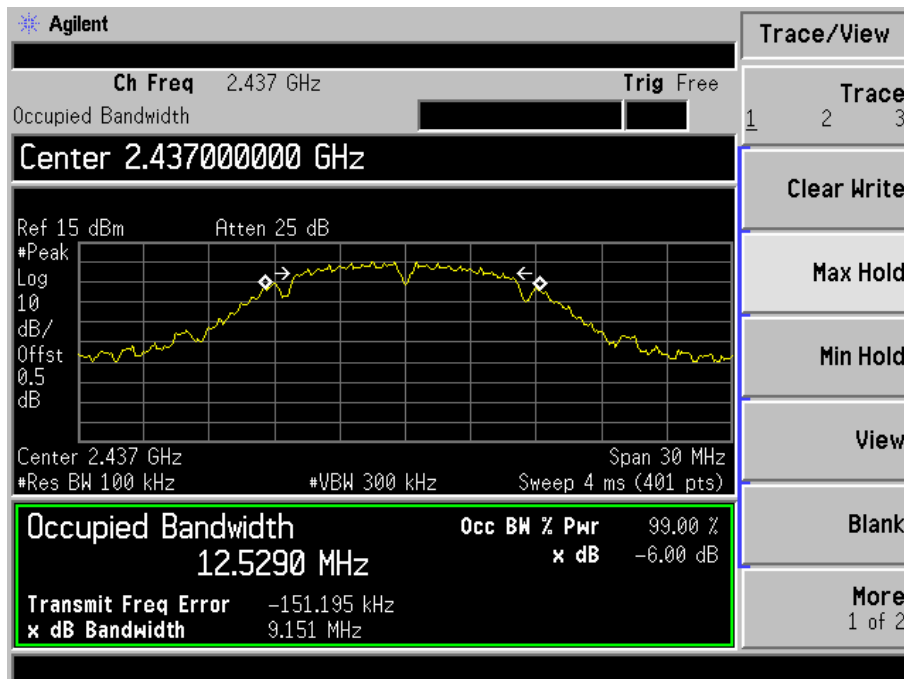 Agilent
Trace/View
Ch Freq 2.437 GHz Trig Free
Occupied Bandwidth
Trace
1 2 3
Center 2.437000000 GHz
Clear Write
Ref 15 dBm Atten 25 dB
#Peak
Log
10
dB/
Offst
0.5
dB
Max Hold
Min Hold
View
Center 2.437 GHz Span 30 MHz
#Res BW 100 kHz #VBW 300 kHz Sweep 4 ms (401 pts)
Occupied Bandwidth Occ BW % Pwr 99.00 %
12.5290 MHz x dB -6.00 dB
Blank
Transmit Freq Error -151.195 kHz
x dB Bandwidth 9.151 MHz
More
1 of 2